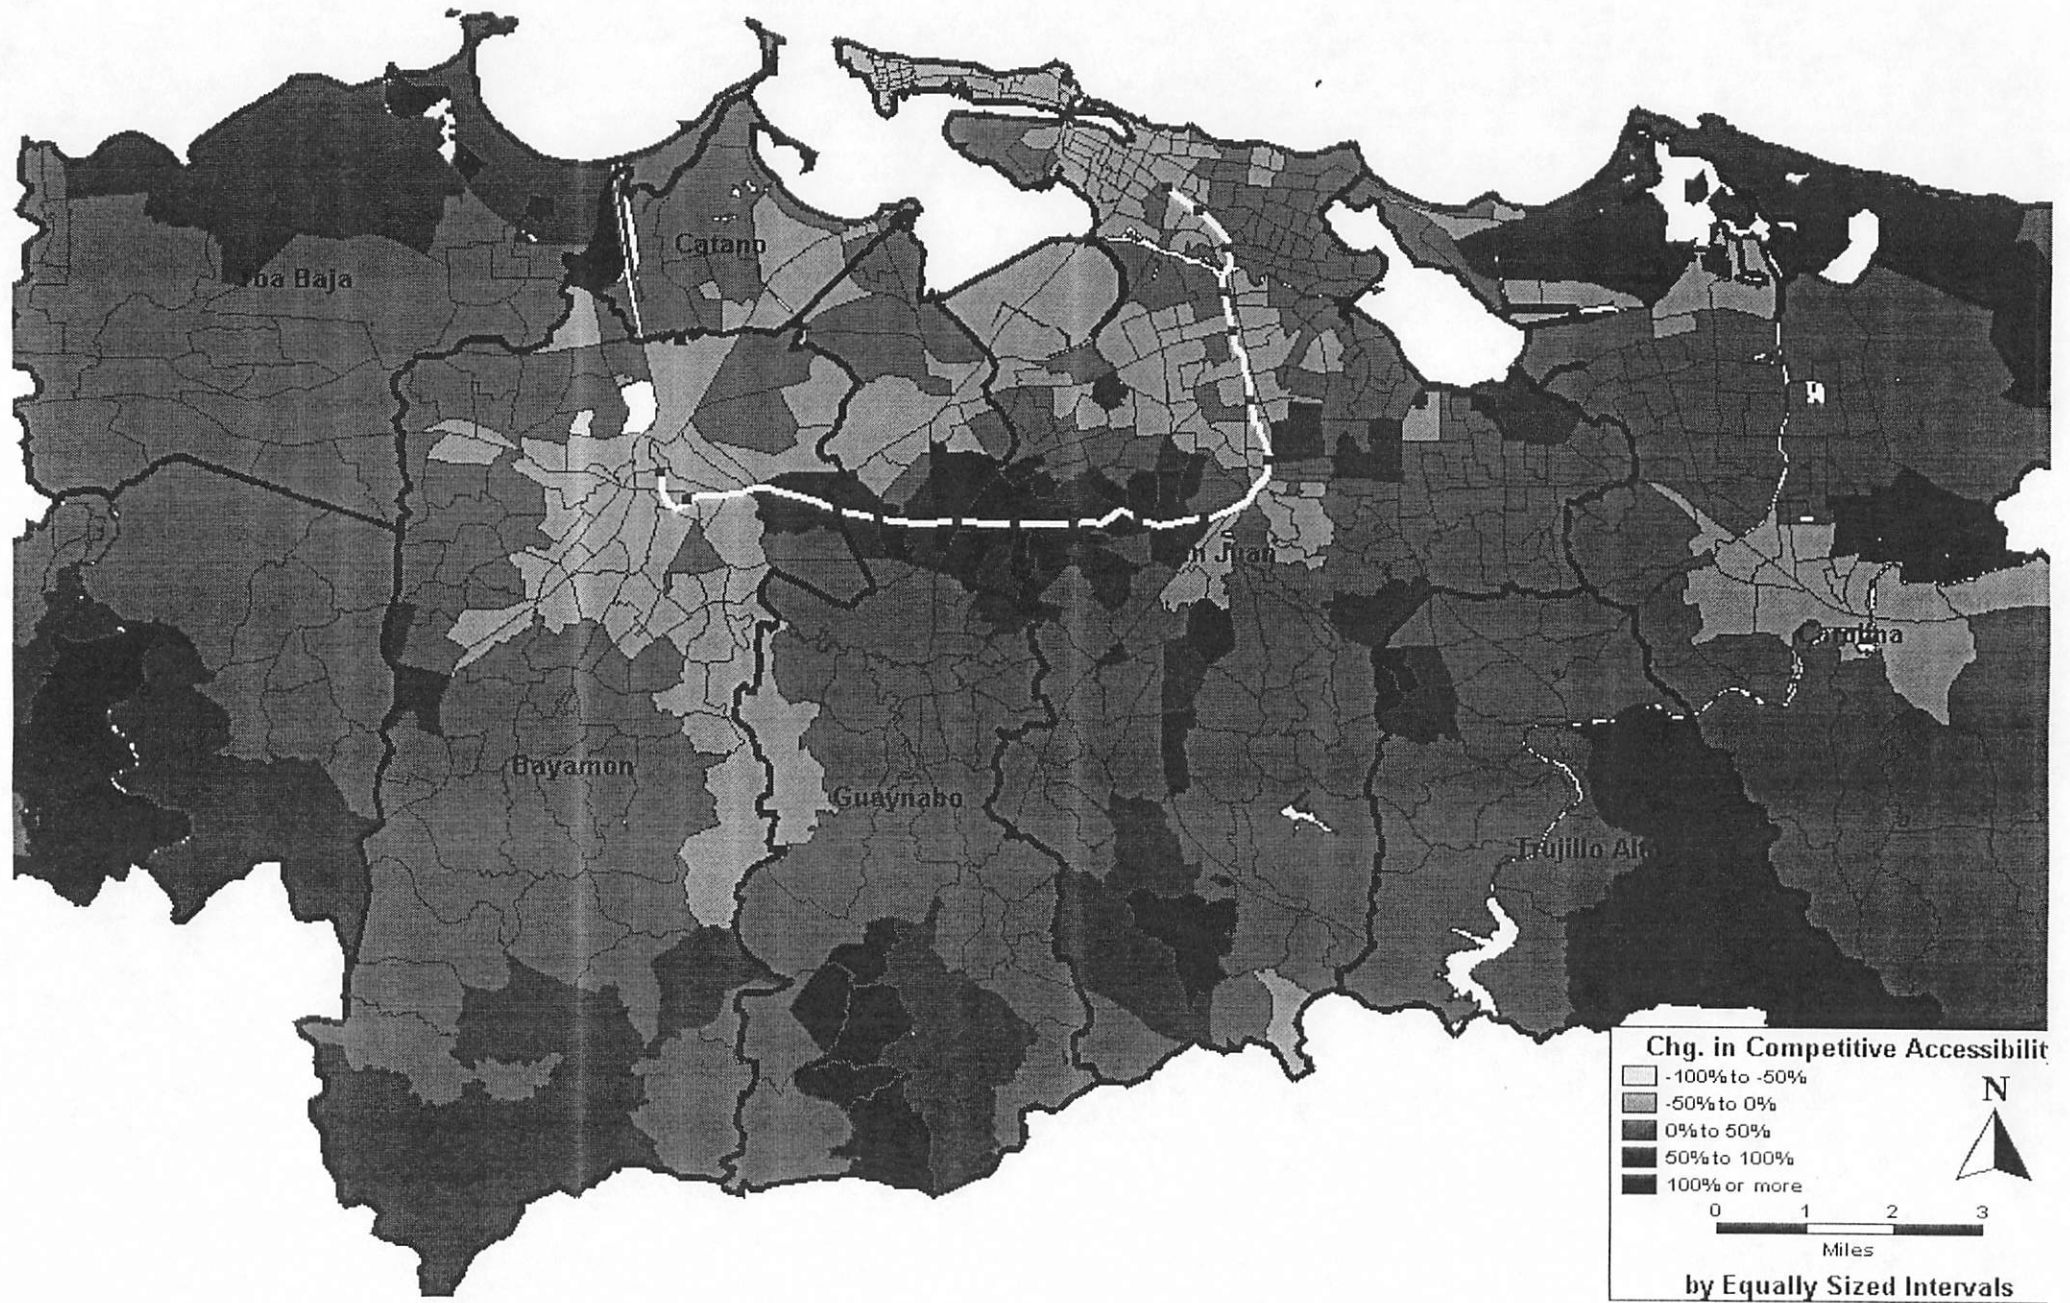 Catano
oa Baja
n Juan
Carolina
Bayamon
Guaynabo
Trujillo Alto
Chg. in Competitive Accessibilit
-100% to -50%
-50% to 0%
0% to 50%
50% to 100%
100% or more
N
0 1 2 3
Miles
by Equally Sized Intervals